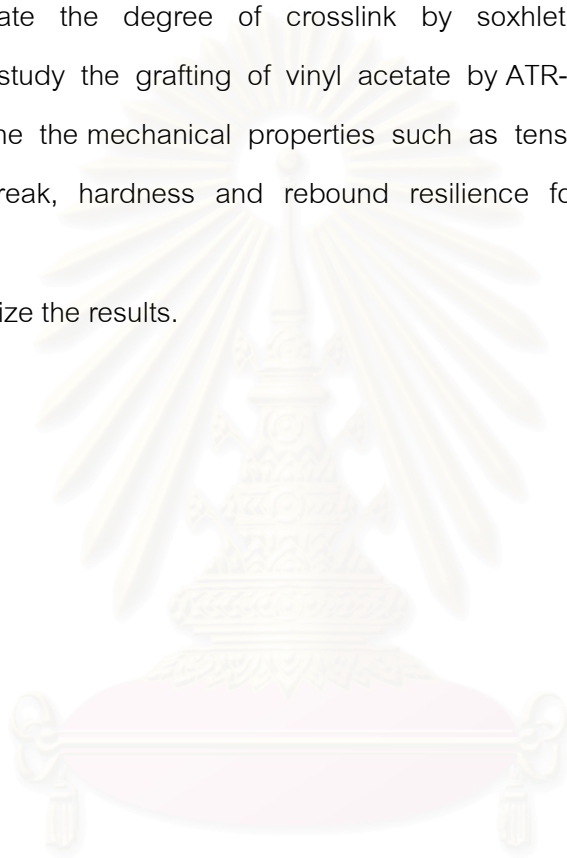 ate the degree of crosslink by soxhlet
study the grafting of vinyl acetate by ATR-
ne the mechanical properties such as tens
reak, hardness and rebound resilience fo
ize the results.